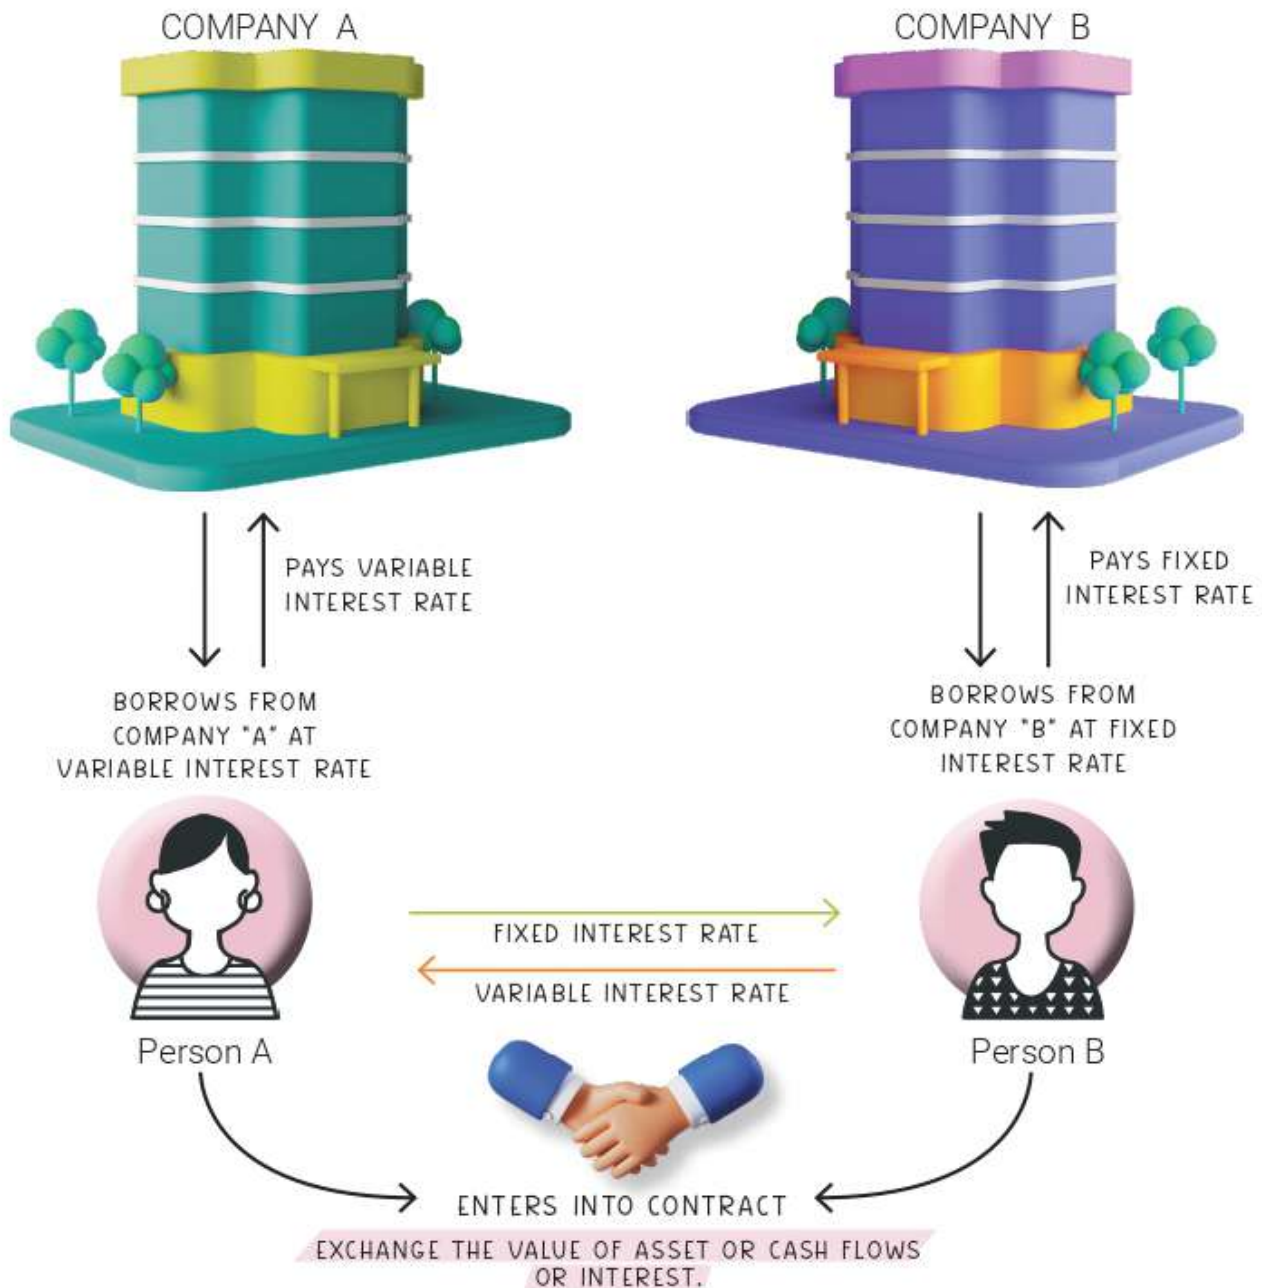 COMPANY A
COMPANY B
PAYS VARIABLE
INTEREST RATE
PAYS FIXED
INTEREST RATE
BORROWS FROM
COMPANY "A" AT
VARIABLE INTEREST RATE
BORROWS FROM
COMPANY "B" AT FIXED
INTEREST RATE
FIXED INTEREST RATE
VARIABLE INTEREST RATE
Person A
Person B
ENTERS INTO CONTRACT
EXCHANGE THE VALUE OF ASSET OR CASH FLOWS
OR INTEREST.